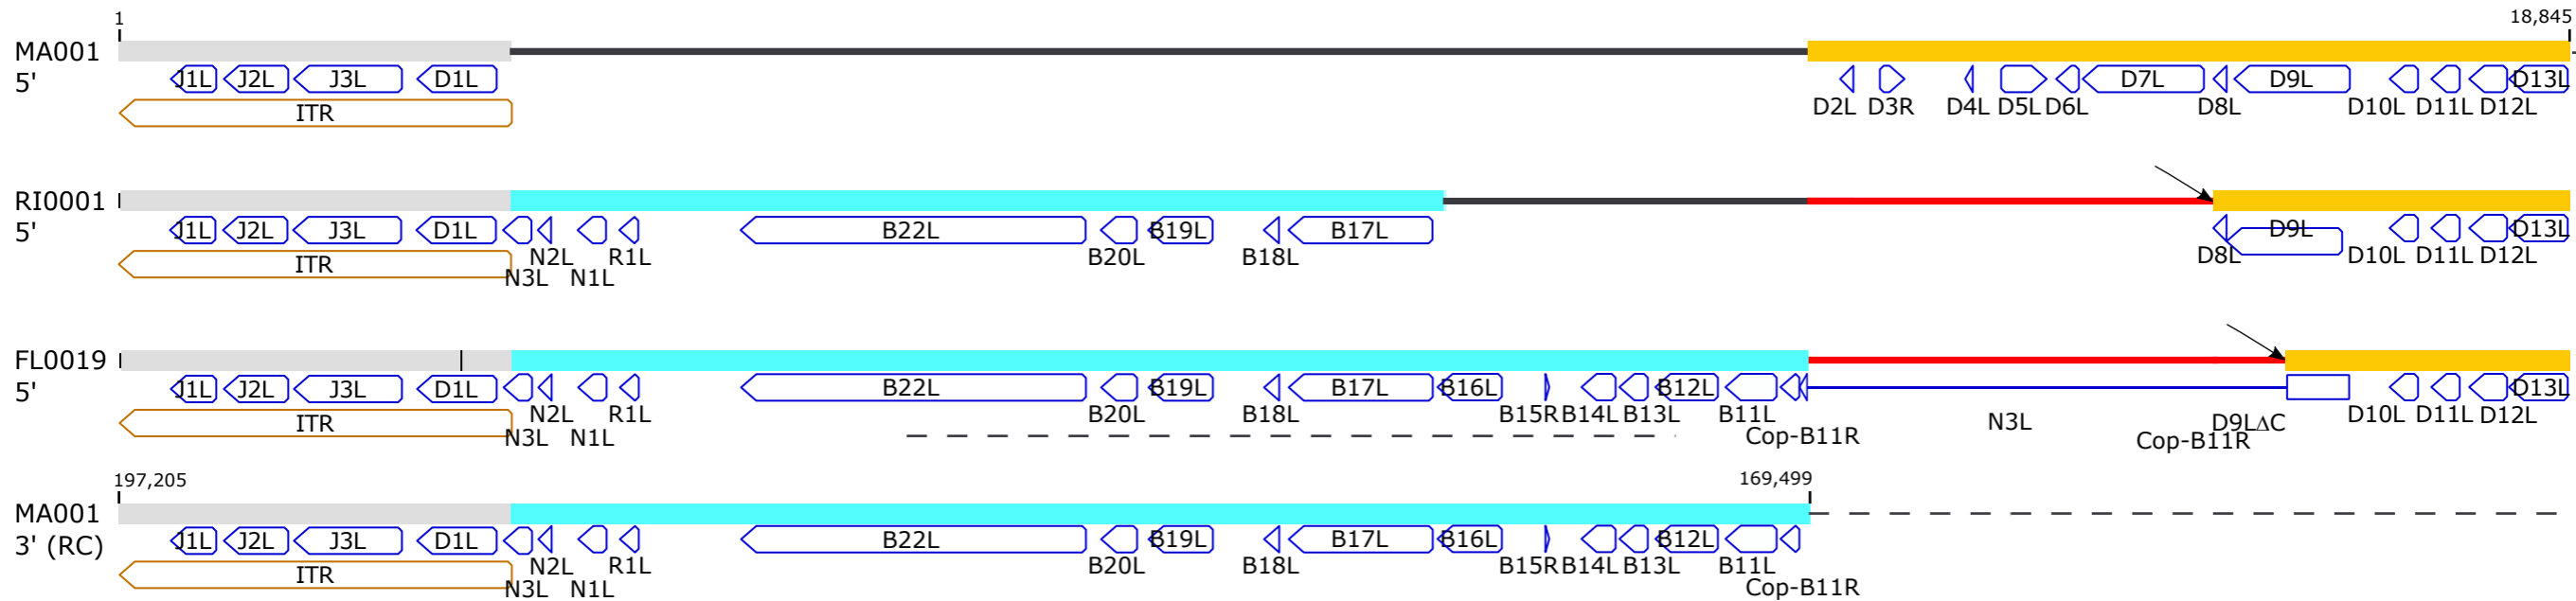 1 18,845
MA001
5'
J1L J2L J3L D1L D7L D9L D13L
D2L D3R D4L D5L D6L D8L D10L D11L D12L
ITR
RI0001
5'
J1L J2L J3L D1L B22L B19L B17L D9L D13L
N2L R1L B20L B18L D8L D10L D11L D12L
ITR
N3L N1L
FL0019
5'
J1L J2L J3L D1L B22L B19L B17L B16L B12L D13L
N2L R1L B20L B18L B15R B14L B13L B11L N3L D9LΔC D10L D11L D12L
ITR
N3L N1L Cop-B11R Cop-B11R
197,205 169,499
MA001
3' (RC)
J1L J2L J3L D1L B22L B19L B17L B16L B12L
N2L R1L B20L B18L B15R B14L B13L B11L
ITR
N3L N1L Cop-B11R